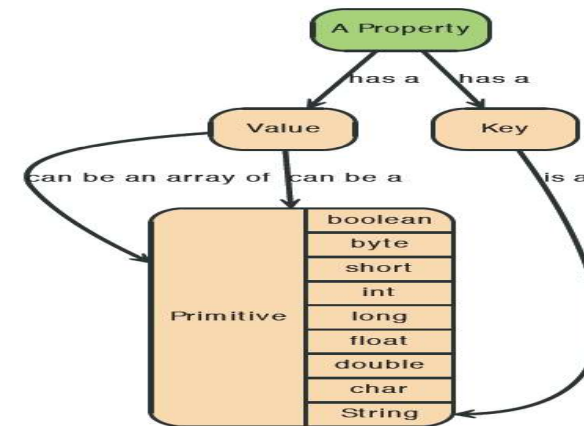 A Property
has a
has a
Value
Key
can be an array of
can be a
is a
Primitive
boolean
byte
short
int
long
float
double
char
String